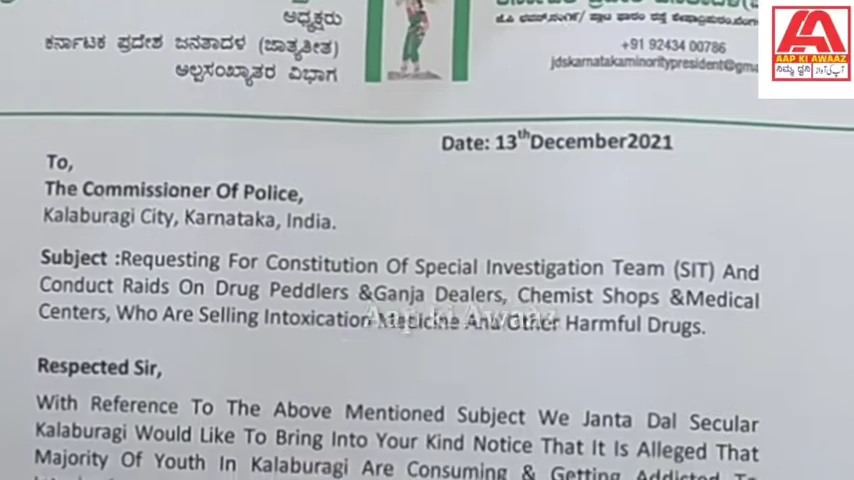 ಅಧ್ಯಕ್ಷರು
ಕರ್ನಾಟಕ ಪ್ರದೇಶ ಜನತಾದಳ (ಜಾತ್ಯತೀತ)
ಅಲ್ಪಸಂಖ್ಯಾತರ ವಿಭಾಗ
+91 92434 00786
jdskarnatakaminoritypresident@gma
AAP KI AWAAZ
ನಿಮ್ಮ ಧ್ವನಿ
Date: 13thDecember2021
To,
The Commissioner Of Police,
Kalaburagi City, Karnataka, India.
Subject :Requesting For Constitution Of Special Investigation Team (SIT) And
Conduct Raids On Drug Peddlers &Ganja Dealers, Chemist Shops &Medical
Centers, Who Are Selling Intoxication Medicine And Other Harmful Drugs.
Aap ki Awaaz
Respected Sir,
With Reference To The Above Mentioned Subject We Janta Dal Secular
Kalaburagi Would Like To Bring Into Your Kind Notice That It Is Alleged That
Majority Of Youth In Kalaburagi Are Consuming & Getting Addicted To